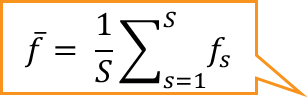 f̄ = 1/S ∑_{s=1}^{S} f_s